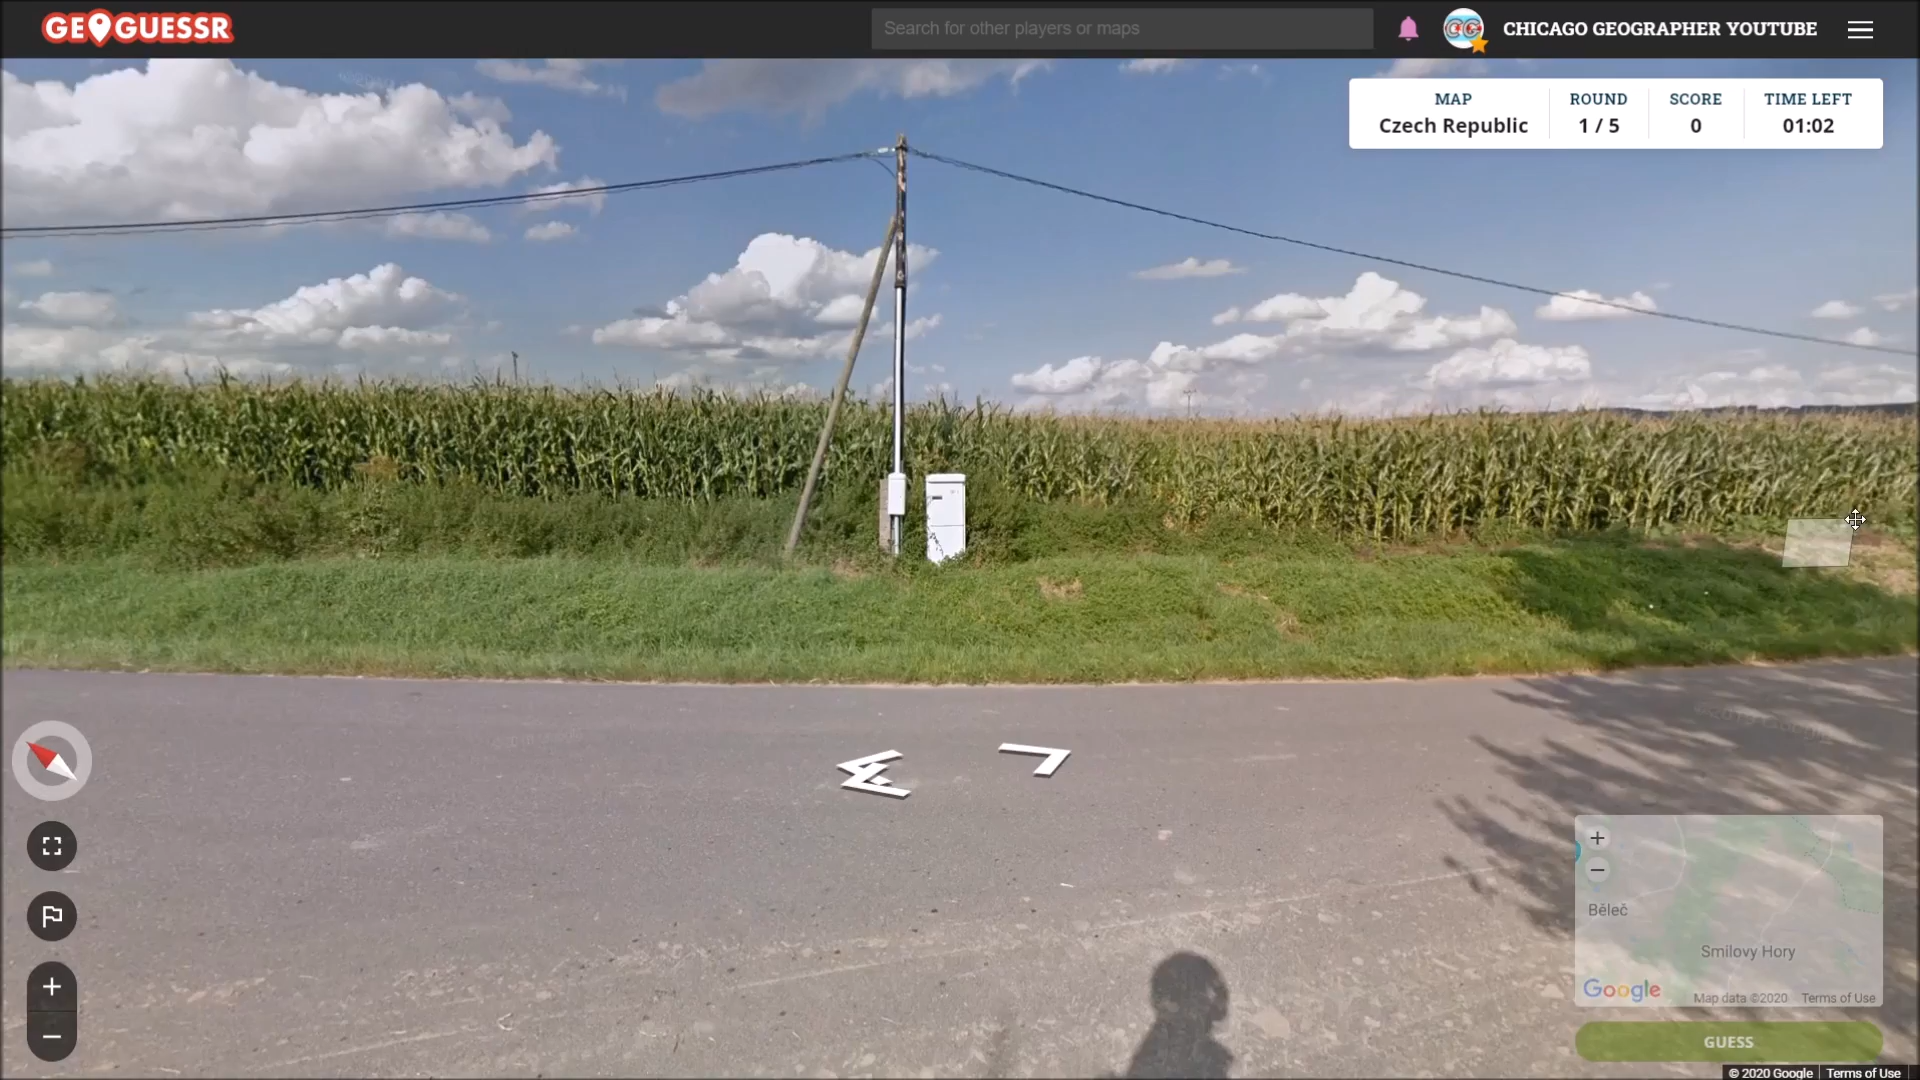 GEOGUESSR
Search for other players or maps
CHICAGO GEOGRAPHER YOUTUBE
MAP
Czech Republic
ROUND
1 / 5
SCORE
0
TIME LEFT
01:02
Běleč
Smilovy Hory
Google
Map data ©2020
Terms of Use
GUESS
© 2020 Google
Terms of Use